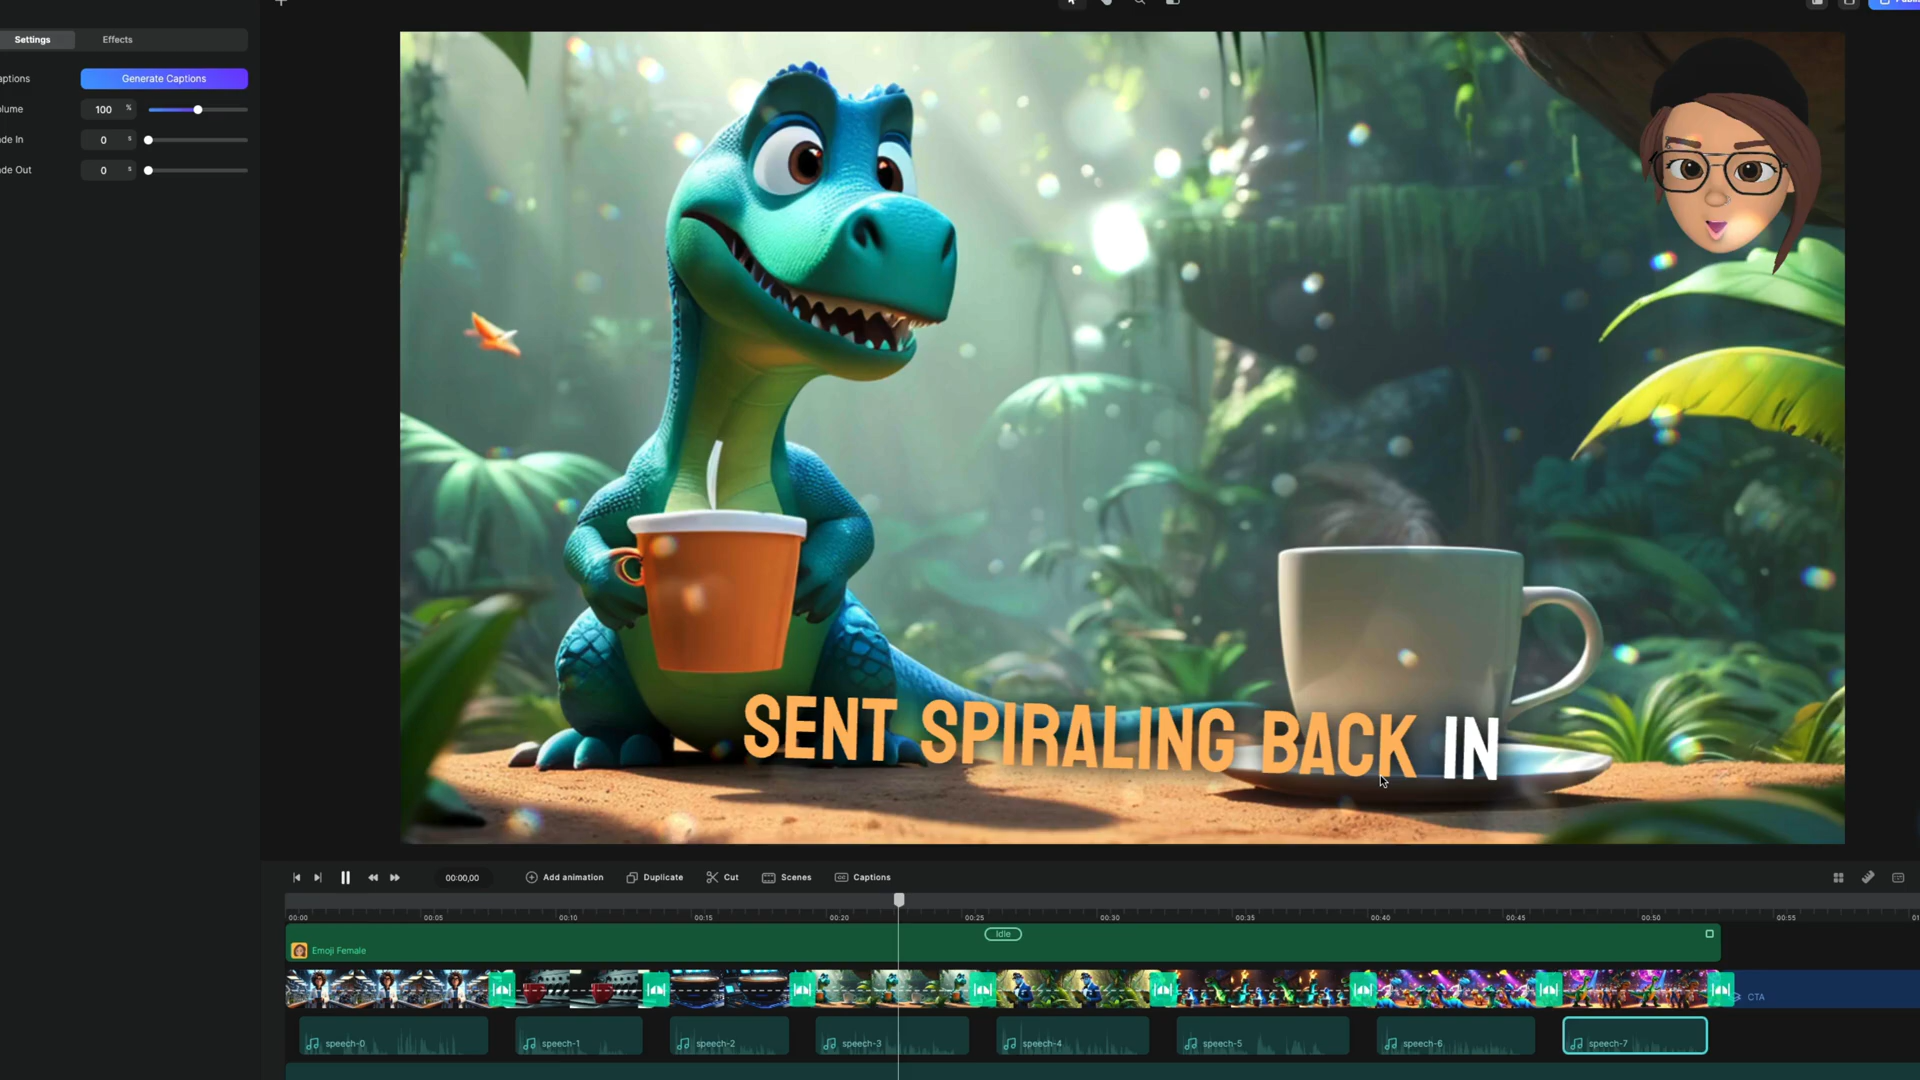 Settings
Effects
aptions
Generate Captions
olume
100
%
de In
0
s
de Out
0
s
SENT SPIRALING BACK IN
00:00,00
Add animation
Duplicate
Cut
Scenes
Captions
00:00
00:05
00:10
00:15
00:20
00:25
00:30
00:35
00:40
00:45
00:50
00:55
01
Idle
Emoji Female
CTA
speech-0
speech-1
speech-2
speech-3
speech-4
speech-5
speech-6
speech-7